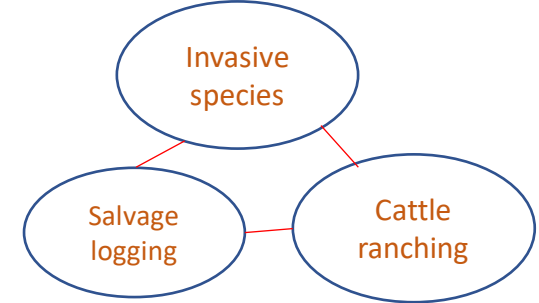 Invasive
species
Salvage
logging
Cattle
ranching